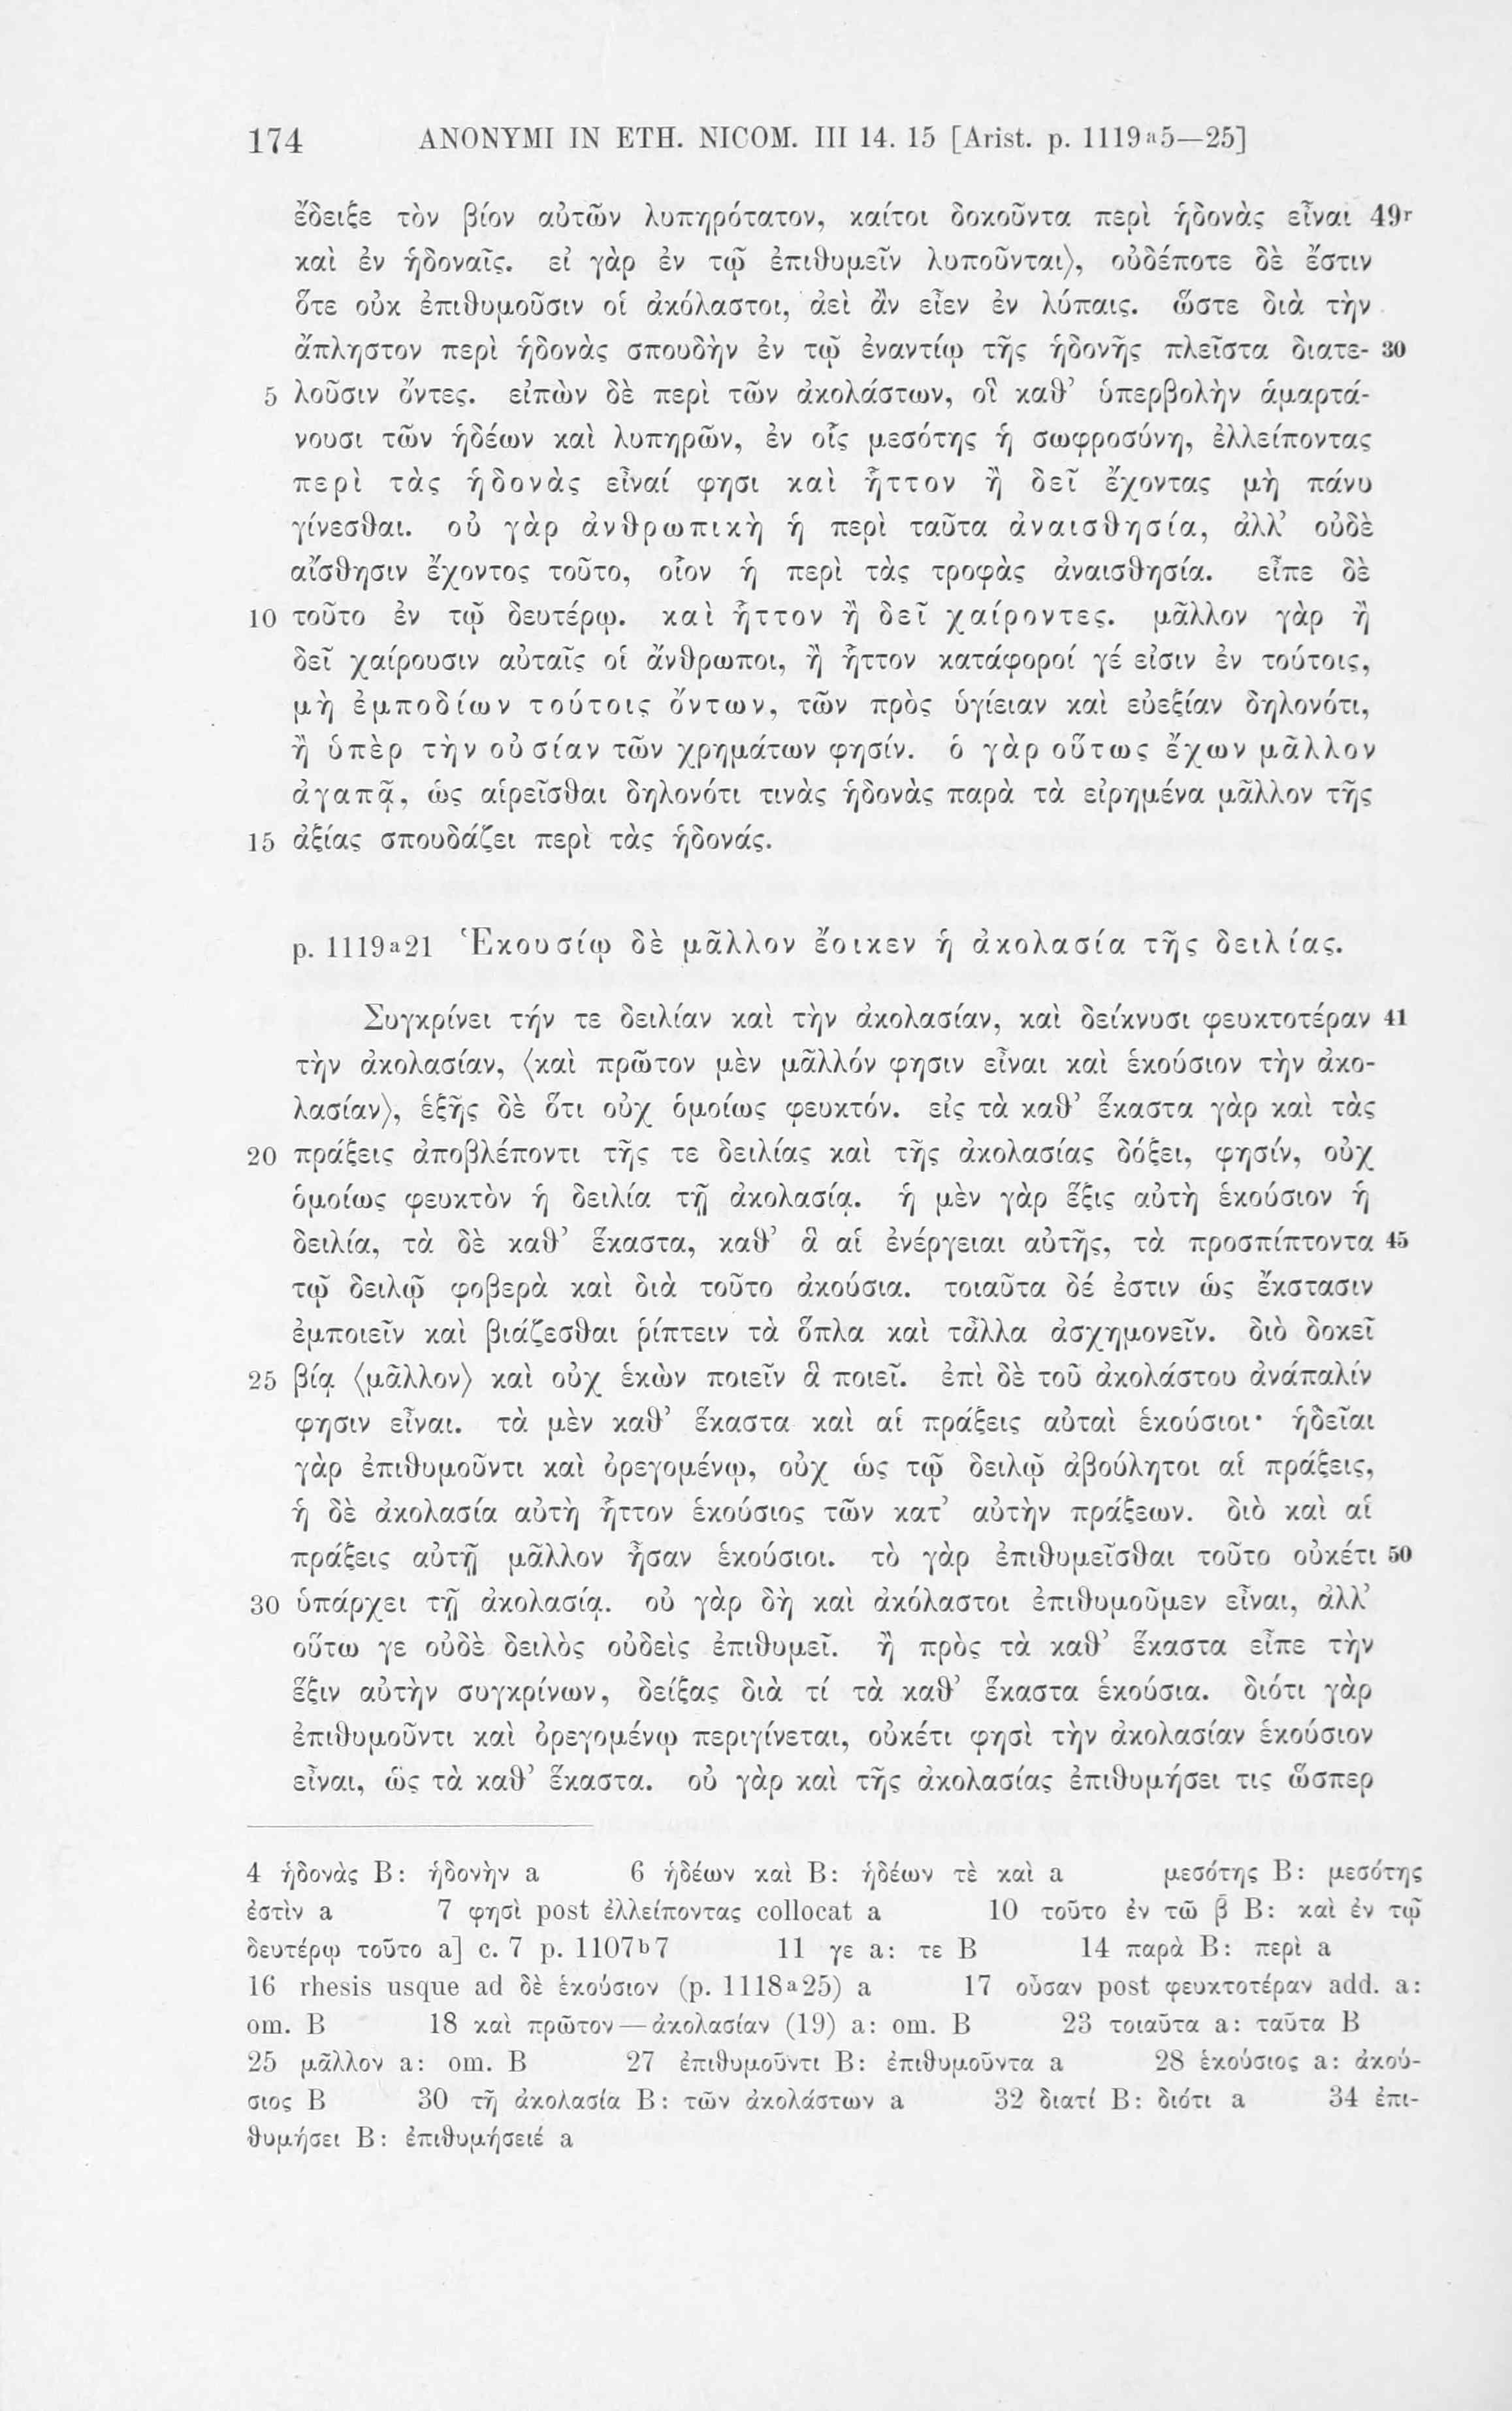 174 ANONYMI IN ETH. NICOM. III 14. 15 [Arist. p. 1119a5—25]
ἔδειξε τὸν βίον αὐτῶν λυπηρότατον, καίτοι δοκοῦντα περὶ ἡδονὰς εἶναι 49r
καὶ ἐν ἡδοναῖς. εἰ γὰρ ἐν τῷ ἐπιθυμεῖν λυποῦνται⟩, οὐδέποτε δὲ ἔστιν
ὅτε οὐκ ἐπιθυμοῦσιν οἱ ἀκόλαστοι, ἀεὶ ἂν εἶεν ἐν λύπαις. ὥστε διὰ τὴν
ἄπληστον περὶ ἡδονὰς σπουδὴν ἐν τῷ ἐναντίῳ τῆς ἡδονῆς πλεῖστα διατε- 30
5 λοῦσιν ὄντες. εἰπὼν δὲ περὶ τῶν ἀκολάστων, οἳ καθ’ ὑπερβολὴν ἁμαρτά-
νουσι τῶν ἡδέων καὶ λυπηρῶν, ἐν οἷς μεσότης ἡ σωφροσύνη, ἐλλείποντας
περὶ τὰς ἡδονὰς εἶναί φησι καὶ ἧττον ἢ δεῖ ἔχοντας μὴ πάνυ
γίνεσθαι. οὐ γὰρ ἀνθρωπικὴ ἡ περὶ ταῦτα ἀναισθησία, ἀλλ’ οὐδὲ
αἴσθησιν ἔχοντος τοῦτο, οἷον ἡ περὶ τὰς τροφὰς ἀναισθησία. εἶπε δὲ
10 τοῦτο ἐν τῷ δευτέρῳ. καὶ ἧττον ἢ δεῖ χαίροντες. μᾶλλον γὰρ ἢ
δεῖ χαίρουσιν αὐταῖς οἱ ἄνθρωποι, ἢ ἧττον κατάφοροί γέ εἰσιν ἐν τούτοις,
μὴ ἐμποδίων τούτοις ὄντων, τῶν πρὸς ὑγίειαν καὶ εὐεξίαν δηλονότι,
ἢ ὑπὲρ τὴν οὐσίαν τῶν χρημάτων φησίν. ὁ γὰρ οὕτως ἔχων μᾶλλον
ἀγαπᾷ, ὡς αἱρεῖσθαι δηλονότι τινὰς ἡδονὰς παρὰ τὰ εἰρημένα μᾶλλον τῆς
15 ἀξίας σπουδάζει περὶ τὰς ἡδονάς.
p. 1119a21 Ἑκουσίῳ δὲ μᾶλλον ἔοικεν ἡ ἀκολασία τῆς δειλίας.
Συγκρίνει τήν τε δειλίαν καὶ τὴν ἀκολασίαν, καὶ δείκνυσι φευκτοτέραν 41
τὴν ἀκολασίαν, ⟨καὶ πρῶτον μὲν μᾶλλόν φησιν εἶναι καὶ ἑκούσιον τὴν ἀκο-
λασίαν⟩, ἑξῆς δὲ ὅτι οὐχ ὁμοίως φευκτόν. εἰς τὰ καθ’ ἕκαστα γὰρ καὶ τὰς
20 πράξεις ἀποβλέποντι τῆς τε δειλίας καὶ τῆς ἀκολασίας δόξει, φησίν, οὐχ
ὁμοίως φευκτὸν ἡ δειλία τῇ ἀκολασίᾳ. ἡ μὲν γὰρ ἕξις αὐτὴ ἑκούσιον ἡ
δειλία, τὰ δὲ καθ’ ἕκαστα, καθ’ ἃ αἱ ἐνέργειαι αὐτῆς, τὰ προσπίπτοντα 45
τῷ δειλῷ φοβερὰ καὶ διὰ τοῦτο ἀκούσια. τοιαῦτα δέ ἐστιν ὡς ἔκστασιν
ἐμποιεῖν καὶ βιάζεσθαι ῥίπτειν τὰ ὅπλα καὶ τἆλλα ἀσχημονεῖν. διὸ δοκεῖ
25 βίᾳ ⟨μᾶλλον⟩ καὶ οὐχ ἑκὼν ποιεῖν ἃ ποιεῖ. ἐπὶ δὲ τοῦ ἀκολάστου ἀνάπαλίν
φησιν εἶναι. τὰ μὲν καθ’ ἕκαστα καὶ αἱ πράξεις αὐταὶ ἑκούσιοι· ἡδεῖαι
γὰρ ἐπιθυμοῦντι καὶ ὀρεγομένῳ, οὐχ ὡς τῷ δειλῷ ἀβούλητοι αἱ πράξεις,
ἡ δὲ ἀκολασία αὐτὴ ἧττον ἑκούσιος τῶν κατ’ αὐτὴν πράξεων. διὸ καὶ αἱ
πράξεις αὐτῇ μᾶλλον ἦσαν ἑκούσιοι. τὸ γὰρ ἐπιθυμεῖσθαι τοῦτο οὐκέτι 50
30 ὑπάρχει τῇ ἀκολασίᾳ. οὐ γὰρ δὴ καὶ ἀκόλαστοι ἐπιθυμοῦμεν εἶναι, ἀλλ’
οὕτω γε οὐδὲ δειλὸς οὐδεὶς ἐπιθυμεῖ. ἢ πρὸς τὰ καθ’ ἕκαστα εἶπε τὴν
ἕξιν αὐτὴν συγκρίνων, δείξας διὰ τί τὰ καθ’ ἕκαστα ἑκούσια. διότι γὰρ
ἐπιθυμοῦντι καὶ ὀρεγομένῳ περιγίνεται, οὐκέτι φησὶ τὴν ἀκολασίαν ἑκούσιον
εἶναι, ὡς τὰ καθ’ ἕκαστα. οὐ γὰρ καὶ τῆς ἀκολασίας ἐπιθυμήσει τις ὥσπερ
4 ἡδονὰς B: ἡδονὴν a 6 ἡδέων καὶ B: ἡδέων τὲ καὶ a μεσότης B: μεσότης
ἐστὶν a 7 φησὶ post ἐλλείποντας collocat a 10 τοῦτο ἐν τῶ β̄ B: καὶ ἐν τῷ
δευτέρῳ τοῦτο a] c. 7 p. 1107b7 11 γε a: τε B 14 παρὰ B: περὶ a
16 rhesis usque ad δὲ ἑκούσιον (p. 1118a25) a 17 οὖσαν post φευκτοτέραν add. a:
om. B 18 καὶ πρῶτον—ἀκολασίαν (19) a: om. B 23 τοιαῦτα a: ταῦτα B
25 μᾶλλον a: om. B 27 ἐπιθυμοῦντι B: ἐπιθυμοῦντα a 28 ἑκούσιος a: ἀκού-
σιος B 30 τῇ ἀκολασία B: τῶν ἀκολάστων a 32 διατί B: διότι a 34 ἐπι-
θυμήσει B: ἐπιθυμήσειέ a